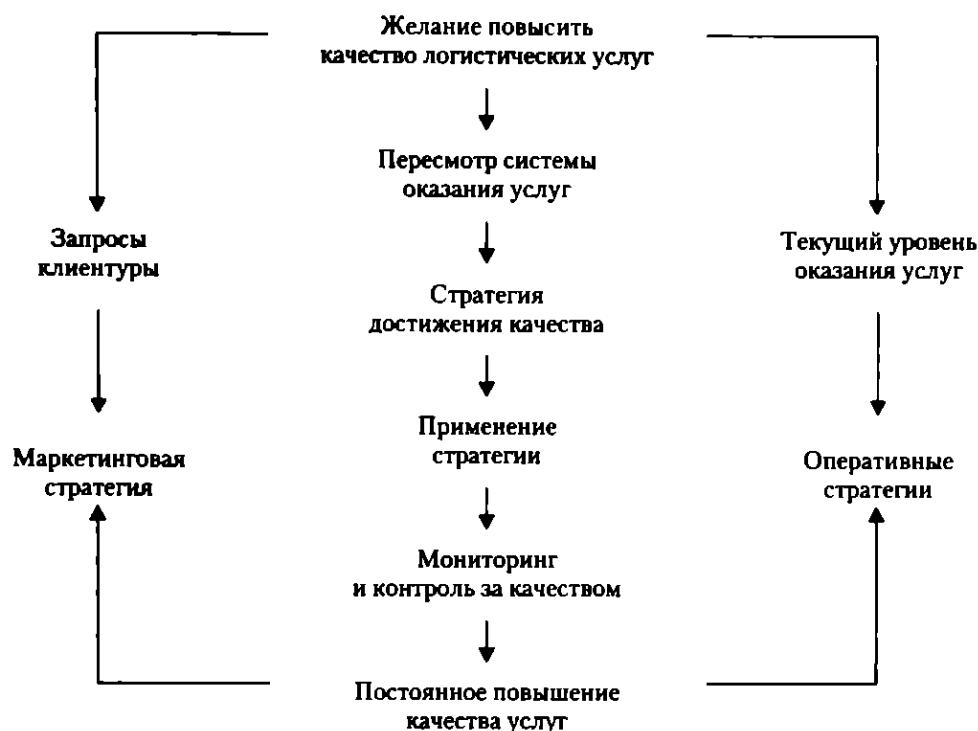 Желание повысить
качество логистических услуг
Пересмотр системы
оказания услуг
Запросы
клиентуры
Текущий уровень
оказания услуг
Стратегия
достижения качества
Применение
стратегии
Маркетинговая
стратегия
Оперативные
стратегии
Мониторинг
и контроль за качеством
Постоянное повышение
качества услуг